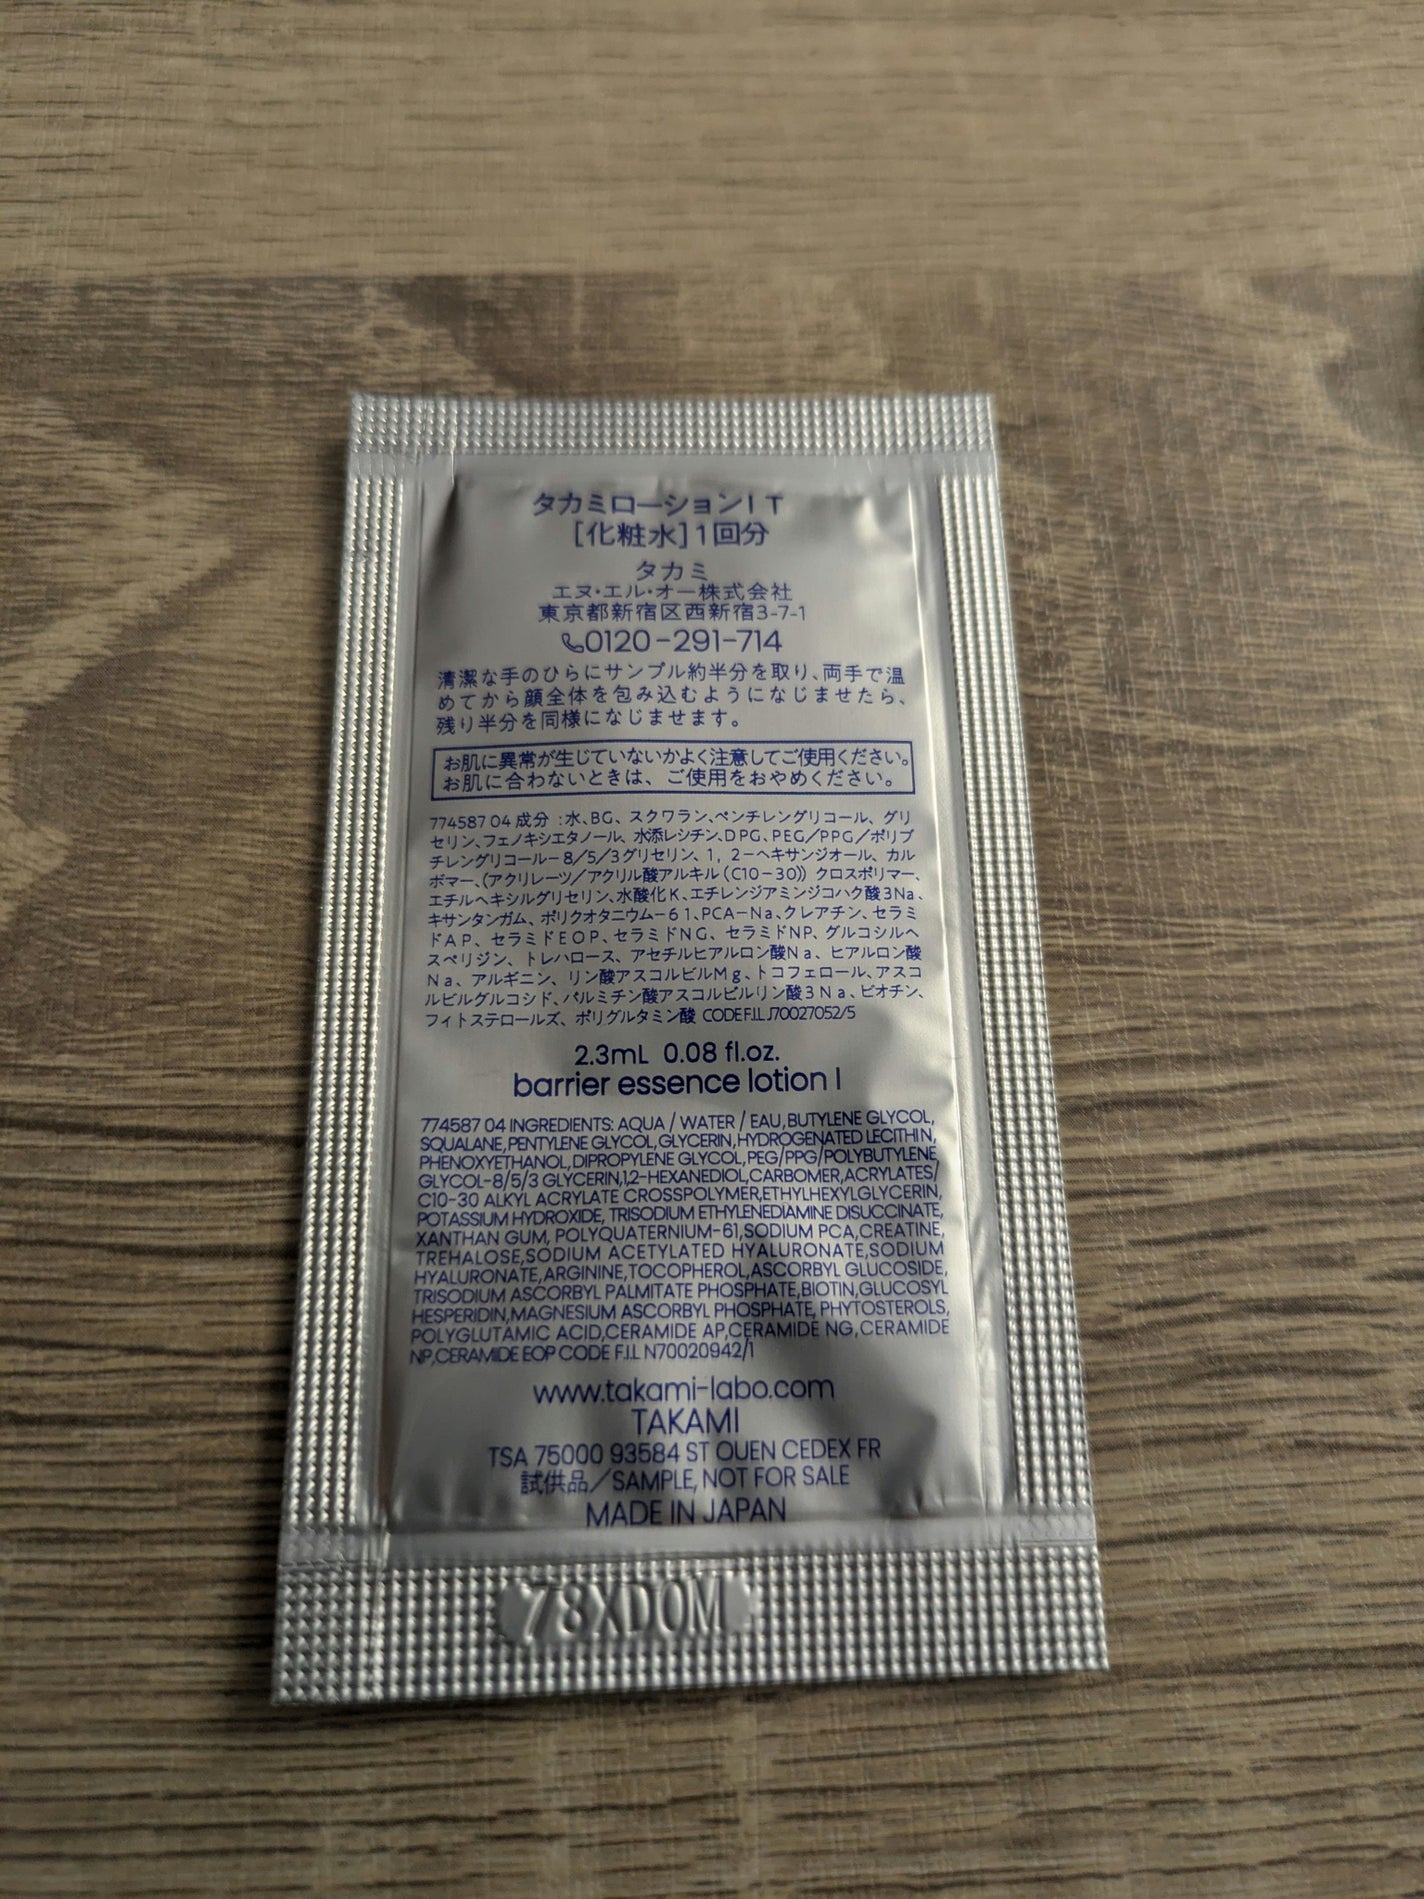 タカミローションI T
[化粧水]1回分
タカミ
エヌ・エル・オー株式会社
東京都新宿区西新宿3-7-1
0120-291-714
清潔な手のひらにサンプル約半分を取り、両手で温
めてから顔全体を包み込むようになじませたら、
残り半分を同様になじませます。
お肌に異常が生じていないかよく注意してご使用ください。
お肌に合わないときは、ご使用をおやめください。
774587 04 成分 :水、BG、スクワラン、ペンチレングリコール、グリ
セリン、フェノキシエタノール、水添レシチン、DPG、PEG/PPG/ポリブ
チレングリコール-8/5/3グリセリン、1,2-ヘキサンジオール、カル
ボマー、(アクリレーツ/アクリル酸アルキル(C10-30))クロスポリマー、
エチルヘキシルグリセリン、水酸化K、エチレンジアミンジコハク酸3Na、
キサンタンガム、ポリクオタニウム-61、PCA-Na、クレアチン、セラミ
ドAP、セラミドEOP、セラミドNG、セラミドNP、グルコシルヘ
スペリジン、トレハロース、アセチルヒアルロン酸Na、ヒアルロン酸
Na、アルギニン、リン酸アスコルビルMg、トコフェロール、アスコ
ルビルグルコシド、パルミチン酸アスコルビルリン酸3Na、ビオチン、
フィトステロールズ、ポリグルタミン酸 CODE F.I.L J70027052/5
2.3mL 0.08 fl.oz.
barrier essence lotion I
774587 04 INGREDIENTS: AQUA / WATER / EAU,BUTYLENE GLYCOL,
SQUALANE,PENTYLENE GLYCOL,GLYCERIN,HYDROGENATED LECITHIN,
PHENOXYETHANOL,DIPROPYLENE GLYCOL,PEG/PPG/POLYBUTYLENE
GLYCOL-8/5/3 GLYCERIN,1,2-HEXANEDIOL,CARBOMER,ACRYLATES/
C10-30 ALKYL ACRYLATE CROSSPOLYMER,ETHYLHEXYLGLYCERIN,
POTASSIUM HYDROXIDE, TRISODIUM ETHYLENEDIAMINE DISUCCINATE,
XANTHAN GUM, POLYQUATERNIUM-61,SODIUM PCA,CREATINE,
TREHALOSE,SODIUM ACETYLATED HYALURONATE,SODIUM
HYALURONATE,ARGININE,TOCOPHEROL,ASCORBYL GLUCOSIDE,
TRISODIUM ASCORBYL PALMITATE PHOSPHATE,BIOTIN,GLUCOSYL
HESPERIDIN,MAGNESIUM ASCORBYL PHOSPHATE, PHYTOSTEROLS,
POLYGLUTAMIC ACID,CERAMIDE AP,CERAMIDE NG,CERAMIDE
NP,CERAMIDE EOP CODE F.I.L N70020942/1
www.takami-labo.com
TAKAMI
TSA 75000 93584 ST OUEN CEDEX FR
試供品/SAMPLE, NOT FOR SALE
MADE IN JAPAN
78XDOM